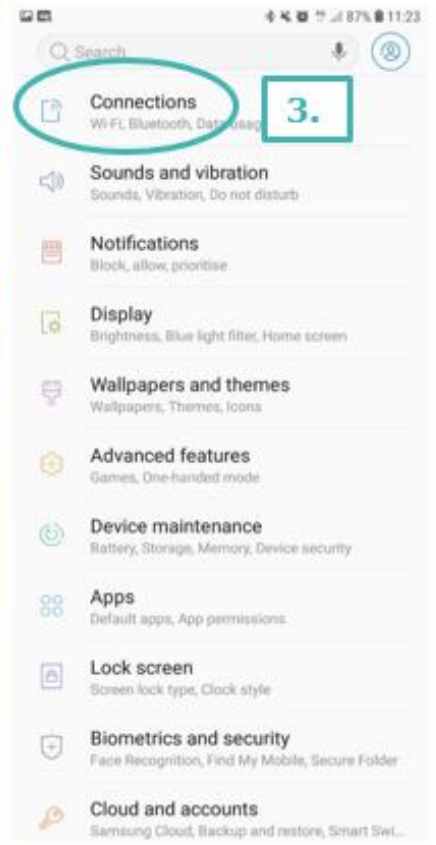 87% 11:23
Search
Connections
3.
Wi-Fi, Bluetooth, Data usage
Sounds and vibration
Sounds, Vibration, Do not disturb
Notifications
Block, allow, prioritise
Display
Brightness, Blue light filter, Home screen
Wallpapers and themes
Wallpapers, Themes, Icons
Advanced features
Games, One-handed mode
Device maintenance
Battery, Storage, Memory, Device security
Apps
Default apps, App permissions
Lock screen
Screen lock type, Clock style
Biometrics and security
Face Recognition, Find My Mobile, Secure Folder
Cloud and accounts
Samsung Cloud, Backup and restore, Smart Swi...